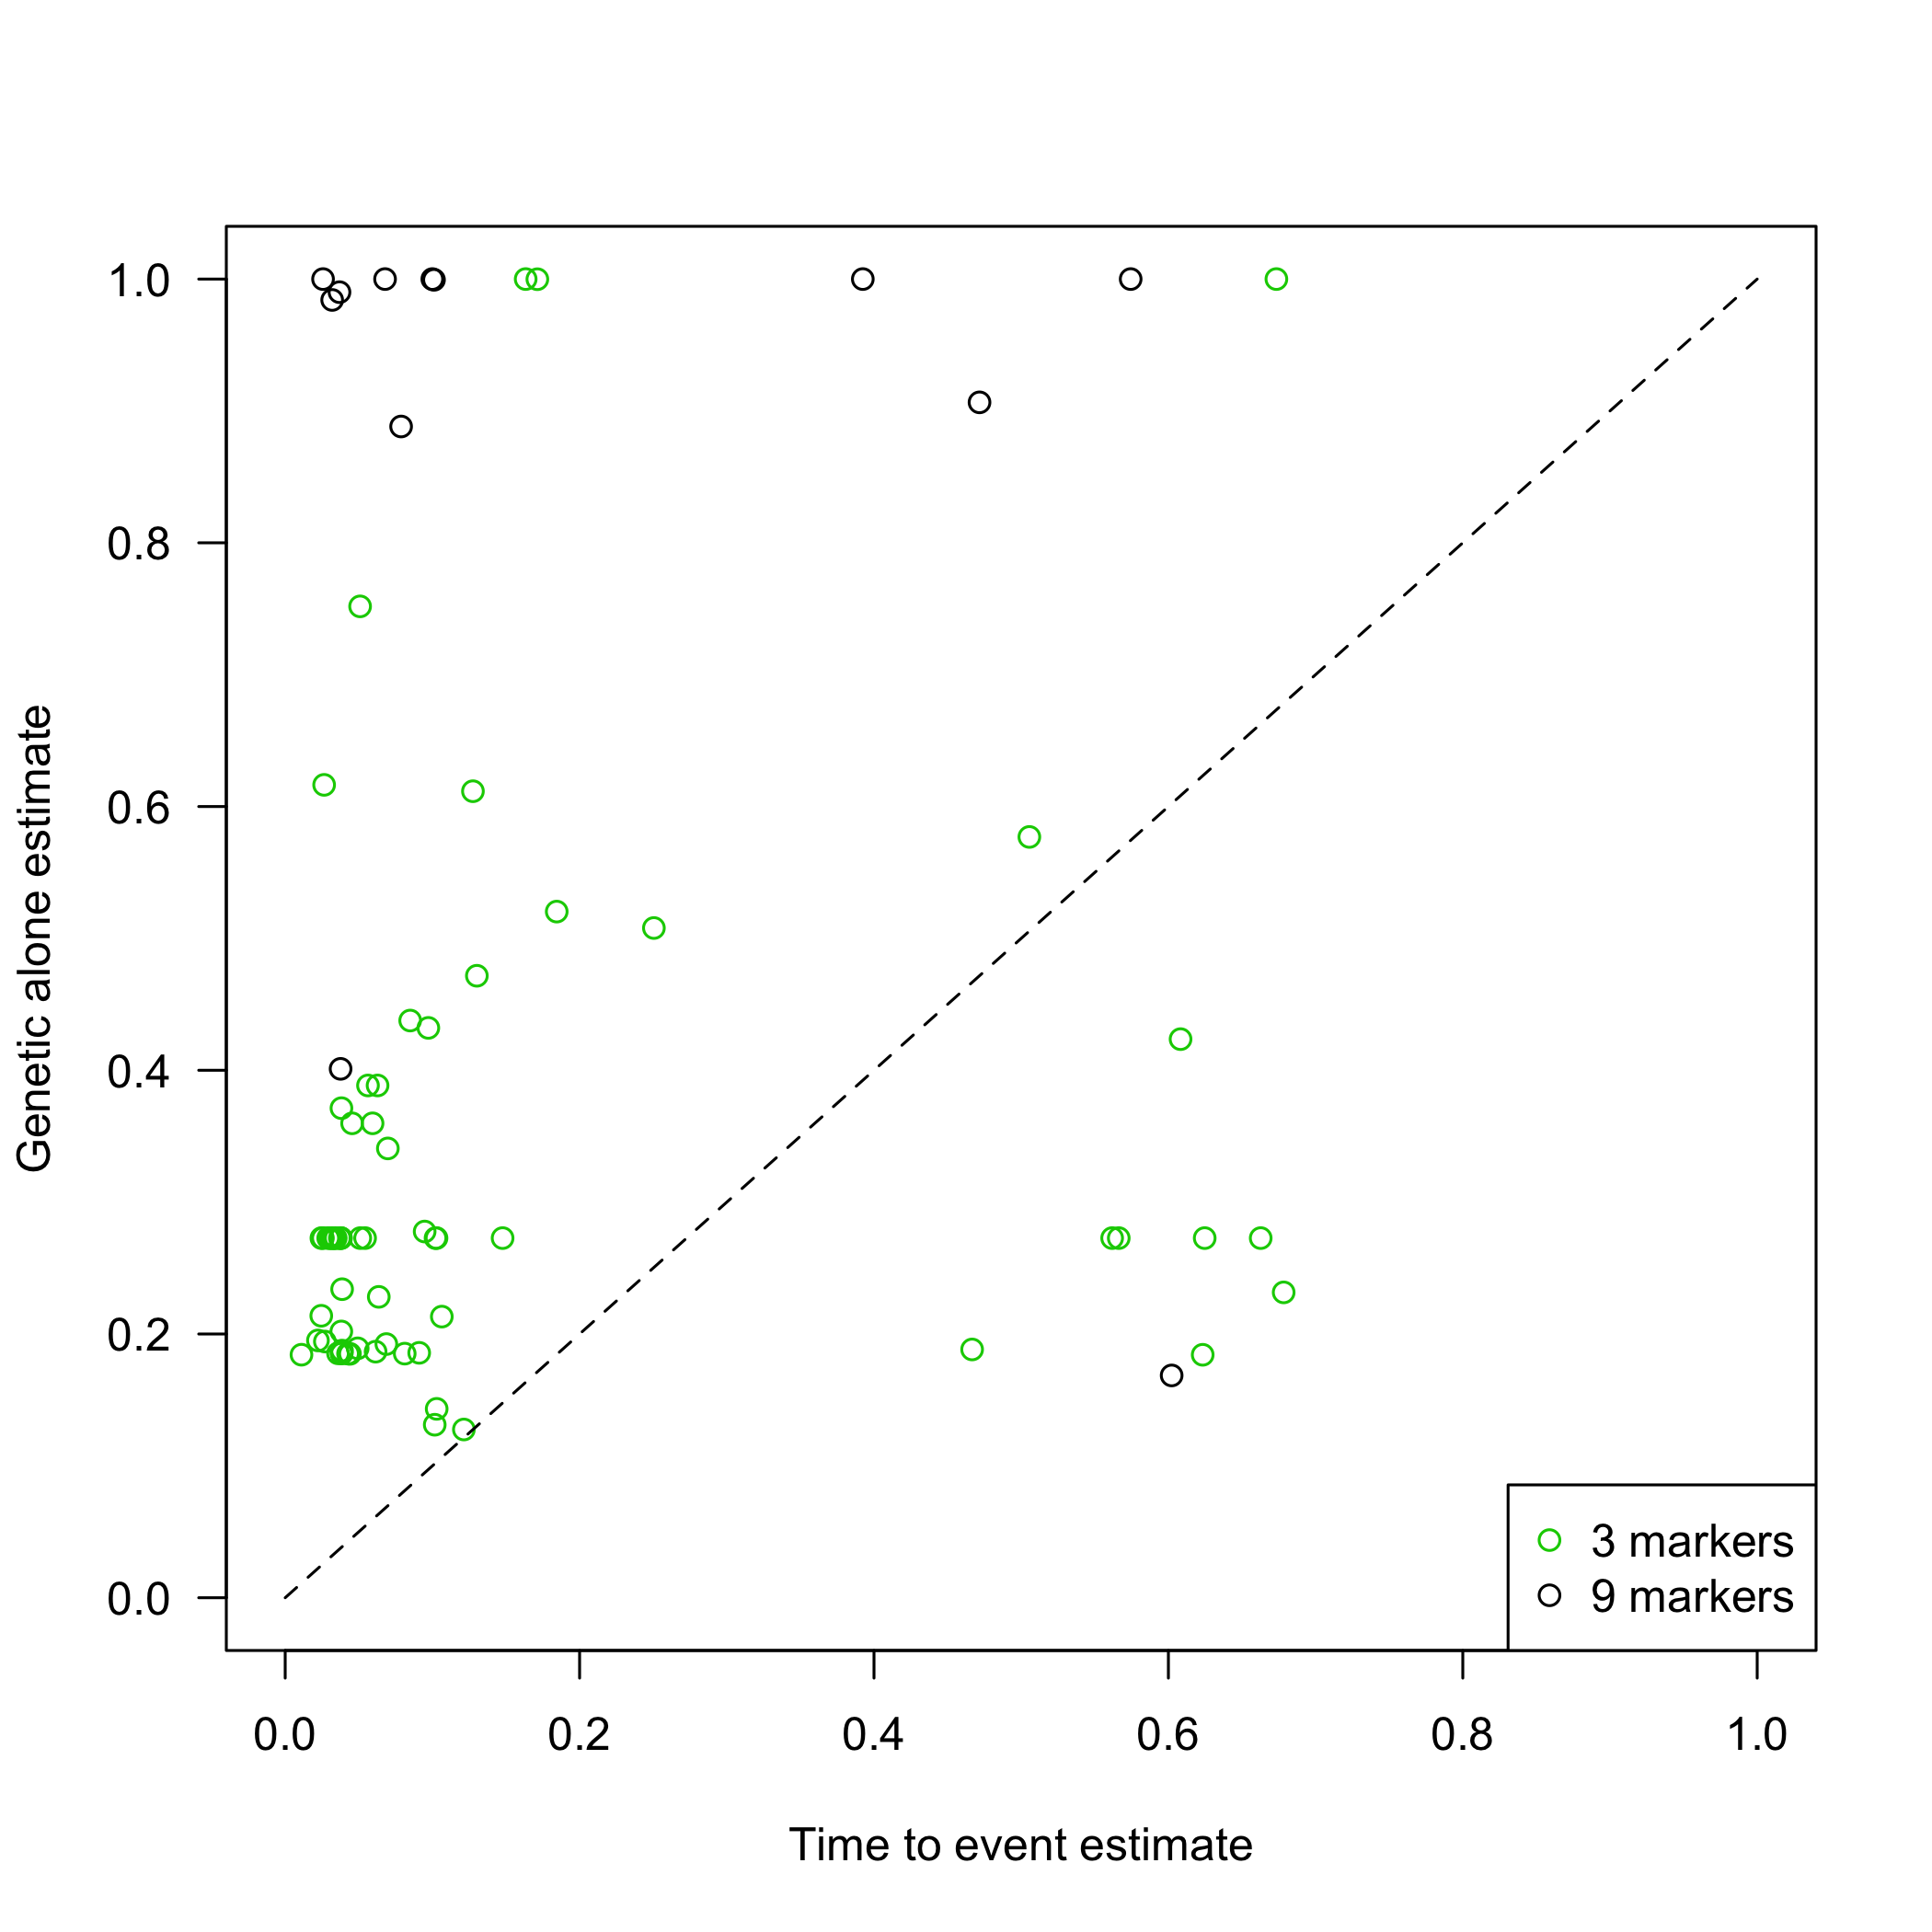 1.0
0.8
0.6
0.4
0.2
0.0
Genetic alone estimate
3 markers
9 markers
0.0 0.2 0.4 0.6 0.8 1.0
Time to event estimate